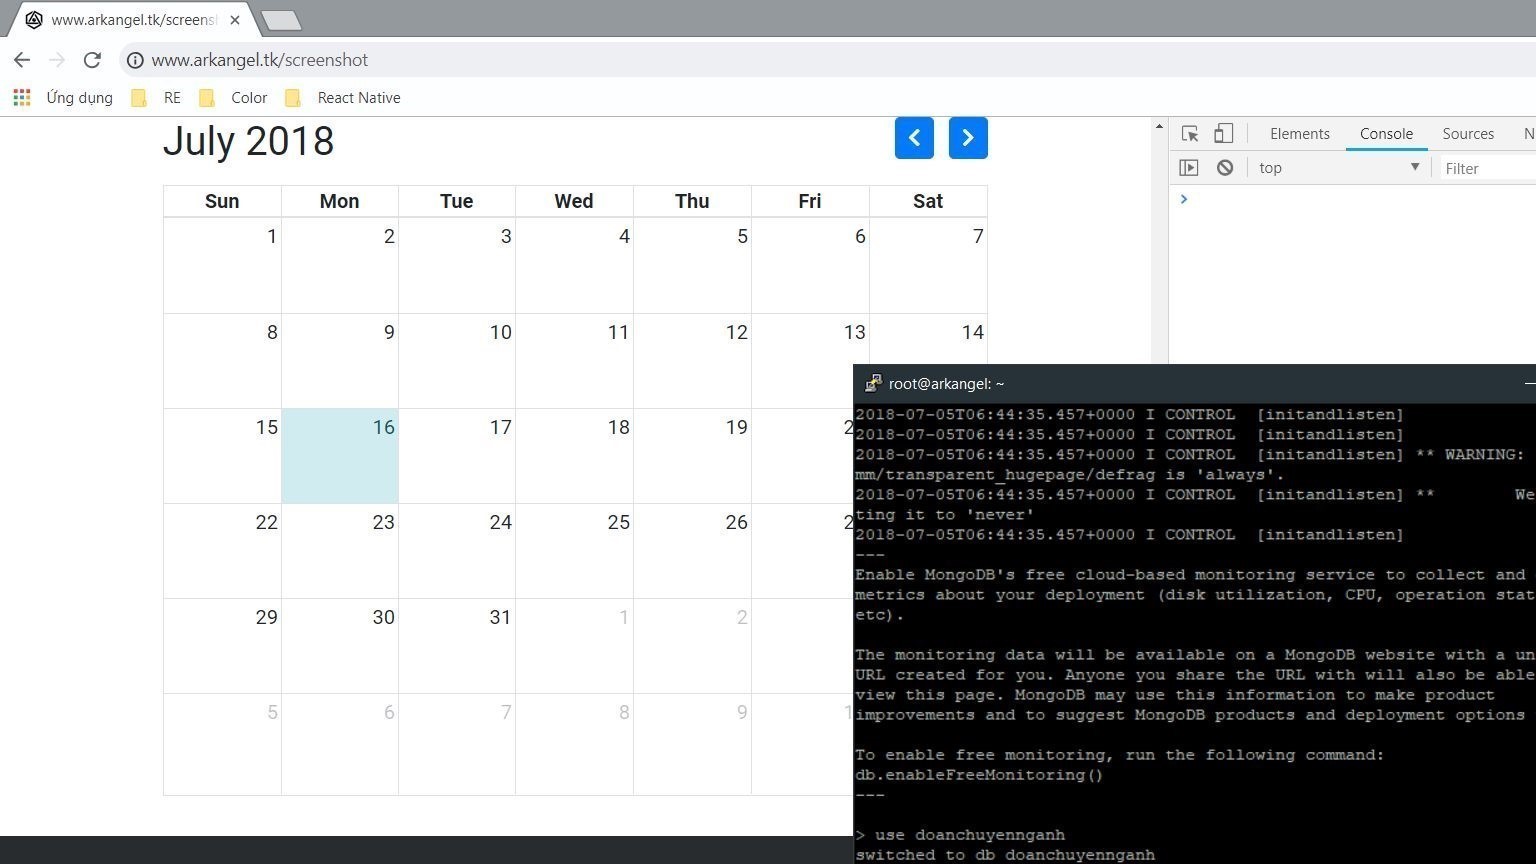 www.arkangel.tk/screens
www.arkangel.tk/screenshot
Ứng dụng RE Color React Native
July 2018
Sun Mon Tue Wed Thu Fri Sat
1 2 3 4 5 6 7
8 9 10 11 12 13 14
15 16 17 18 19 2
22 23 24 25 26 2
29 30 31 1 2
5 6 7 8 9 1
Elements Console Sources N
top Filter
root@arkangel: ~
2018-07-05T06:44:35.457+0000 I CONTROL [initandlisten]
2018-07-05T06:44:35.457+0000 I CONTROL [initandlisten]
2018-07-05T06:44:35.457+0000 I CONTROL [initandlisten] ** WARNING:
mm/transparent_hugepage/defrag is 'always'.
2018-07-05T06:44:35.457+0000 I CONTROL [initandlisten] ** We
ting it to 'never'
2018-07-05T06:44:35.457+0000 I CONTROL [initandlisten]
---
Enable MongoDB's free cloud-based monitoring service to collect and
metrics about your deployment (disk utilization, CPU, operation stat
etc).
The monitoring data will be available on a MongoDB website with a un
URL created for you. Anyone you share the URL with will also be able
view this page. MongoDB may use this information to make product
improvements and to suggest MongoDB products and deployment options
To enable free monitoring, run the following command:
db.enableFreeMonitoring()
---
> use doanchuyennganh
switched to db doanchuyennganh